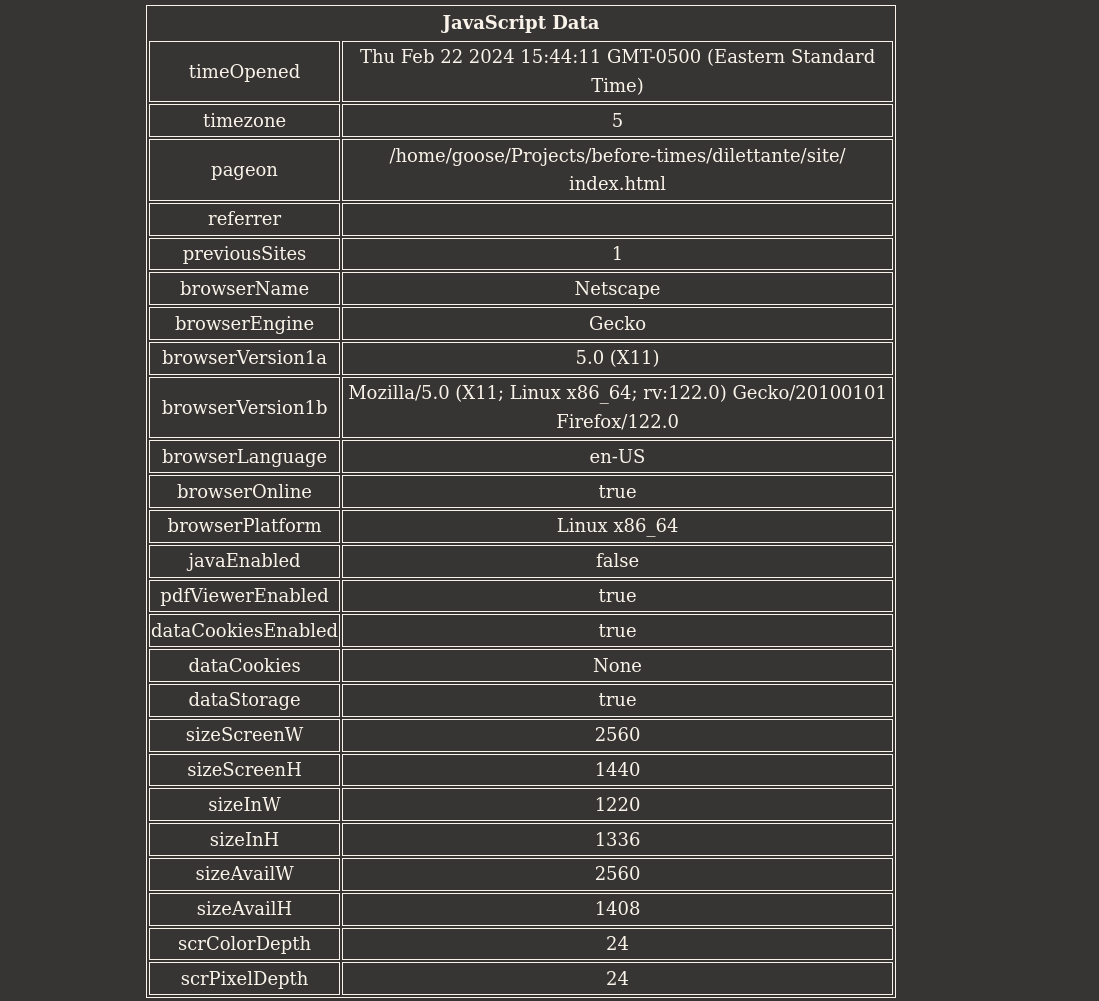 JavaScript Data
timeOpened
Thu Feb 22 2024 15:44:11 GMT-0500 (Eastern Standard
Time)
timezone
5
pageon
/home/goose/Projects/before-times/dilettante/site/
index.html
referrer
previousSites
1
browserName
Netscape
browserEngine
Gecko
browserVersion1a
5.0 (X11)
browserVersion1b
Mozilla/5.0 (X11; Linux x86_64; rv:122.0) Gecko/20100101
Firefox/122.0
browserLanguage
en-US
browserOnline
true
browserPlatform
Linux x86_64
javaEnabled
false
pdfViewerEnabled
true
dataCookiesEnabled
true
dataCookies
None
dataStorage
true
sizeScreenW
2560
sizeScreenH
1440
sizeInW
1220
sizeInH
1336
sizeAvailW
2560
sizeAvailH
1408
scrColorDepth
24
scrPixelDepth
24